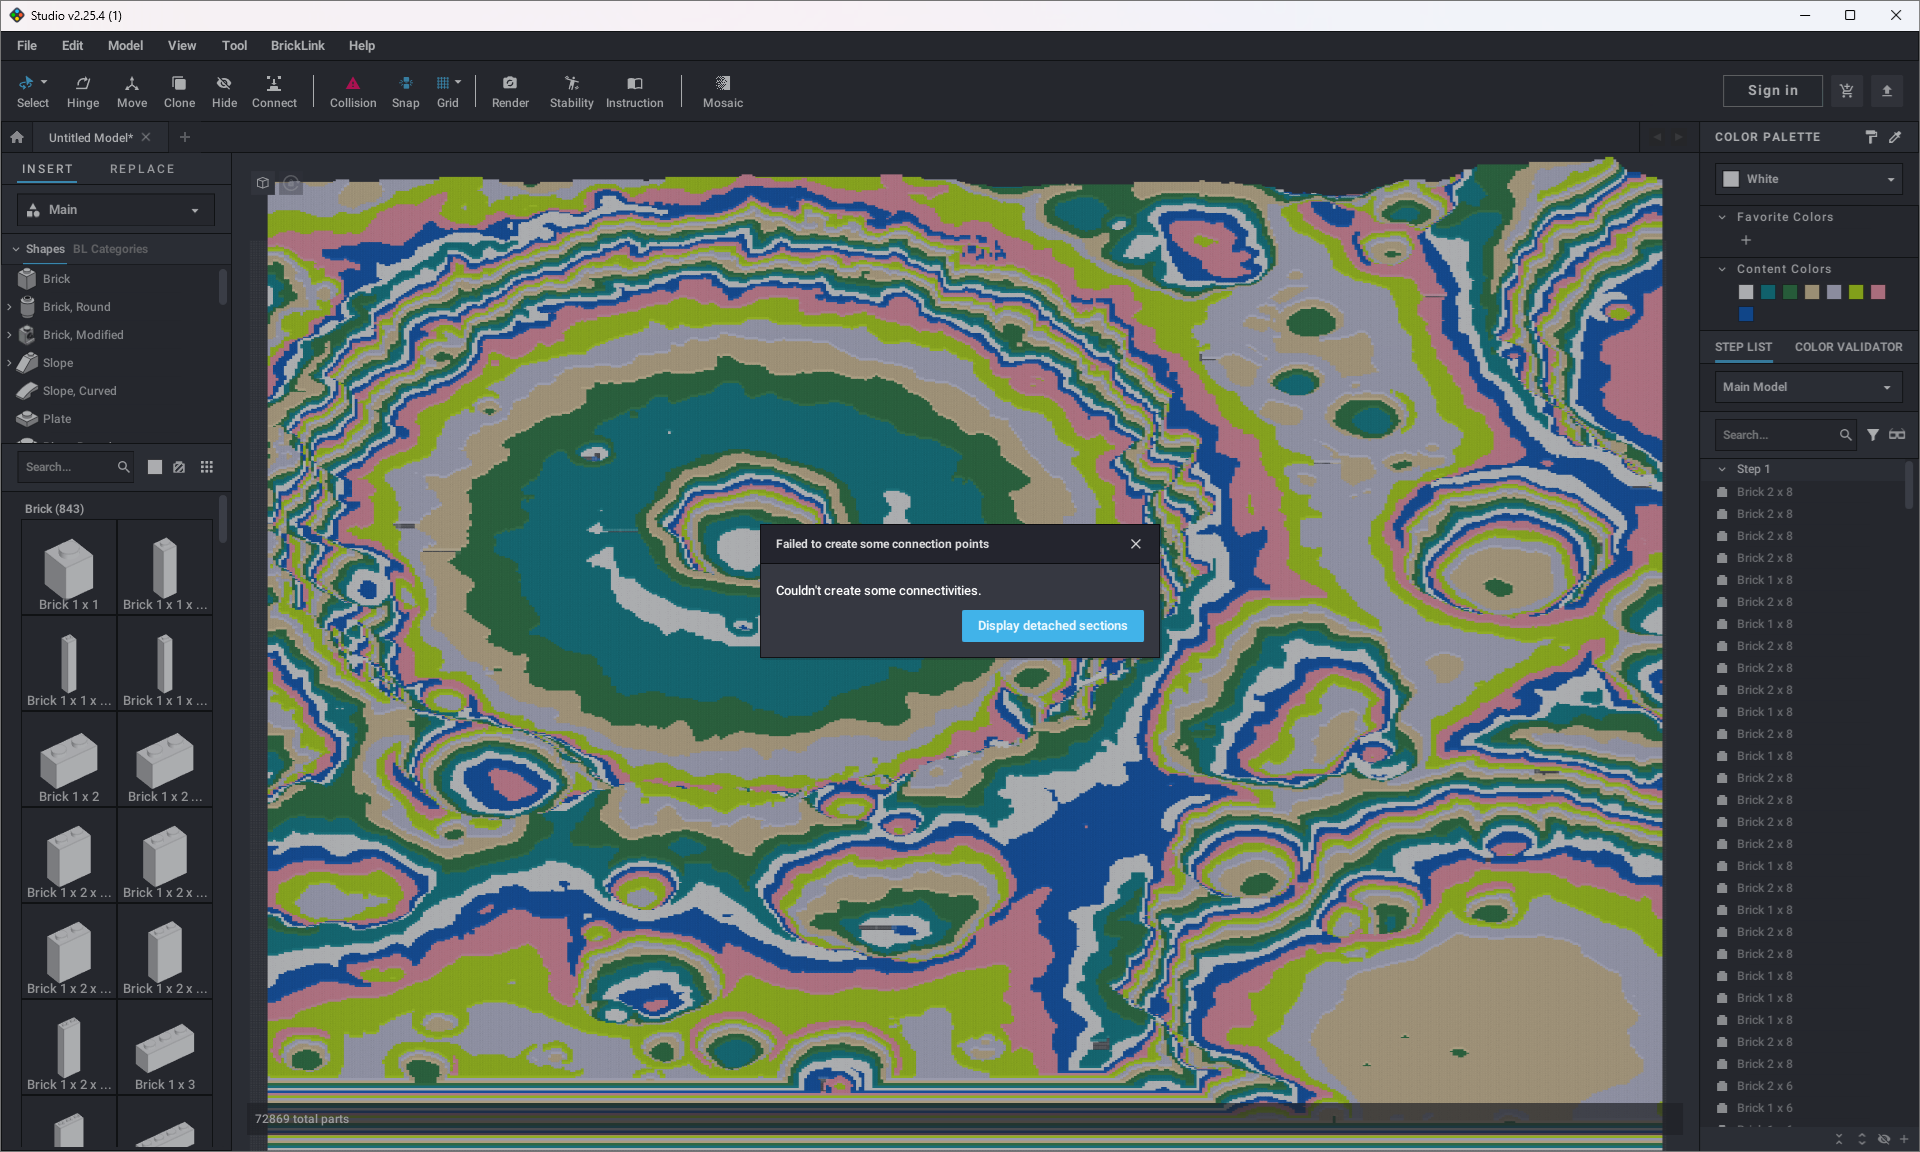 Studio v2.25.4 (1)
File Edit Model View Tool BrickLink Help
Select Hinge Move Clone Hide Connect Collision Snap Grid Render Stability Instruction Mosaic Sign in
Untitled Model*
INSERT REPLACE
Main
Shapes BL Categories
Brick
Brick, Round
Brick, Modified
Slope
Slope, Curved
Plate
Search...
Brick (843)
Brick 1 x 1 Brick 1 x 1 x ...
Brick 1 x 1 x ... Brick 1 x 1 x ...
Brick 1 x 2 Brick 1 x 2 ...
Brick 1 x 2 x ... Brick 1 x 2 x ...
Brick 1 x 2 x ... Brick 1 x 2 x ...
Brick 1 x 2 x ... Brick 1 x 3
Failed to create some connection points
Couldn't create some connectivities.
Display detached sections
72869 total parts
COLOR PALETTE
White
Favorite Colors
Content Colors
STEP LIST COLOR VALIDATOR
Main Model
Search...
Step 1
Brick 2 x 8
Brick 2 x 8
Brick 2 x 8
Brick 2 x 8
Brick 1 x 8
Brick 2 x 8
Brick 1 x 8
Brick 2 x 8
Brick 2 x 8
Brick 2 x 8
Brick 1 x 8
Brick 2 x 8
Brick 1 x 8
Brick 2 x 8
Brick 2 x 8
Brick 2 x 8
Brick 2 x 8
Brick 1 x 8
Brick 2 x 8
Brick 1 x 8
Brick 2 x 8
Brick 2 x 8
Brick 1 x 8
Brick 1 x 8
Brick 1 x 8
Brick 2 x 8
Brick 2 x 8
Brick 2 x 6
Brick 1 x 6